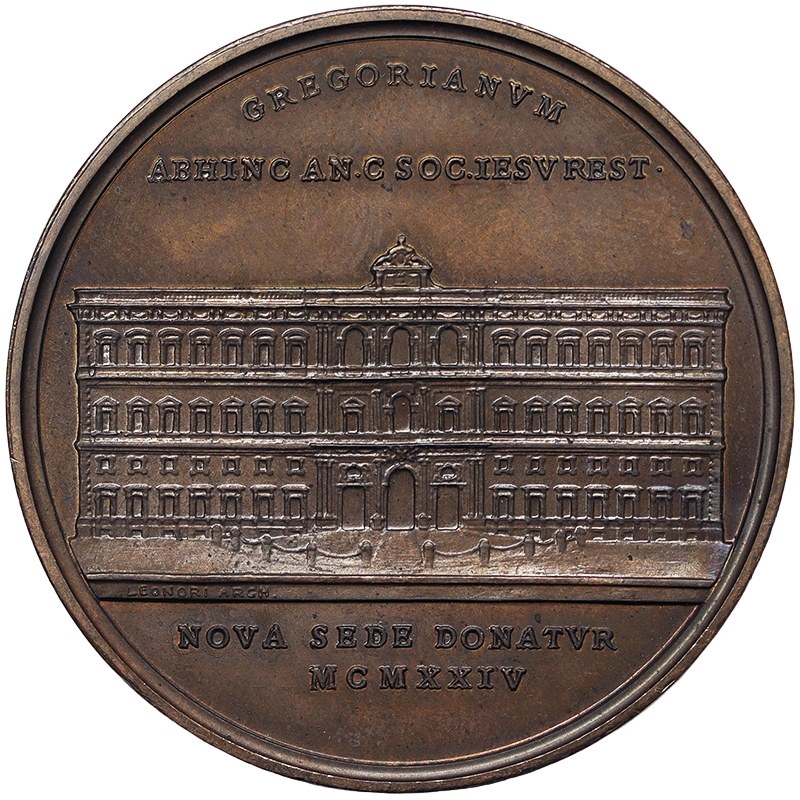 GREGORIANVM
ABHINC AN. C SOC. IESV REST ·
LEONORI ARCH.
NOVA SEDE DONATVR
MCMXXIV